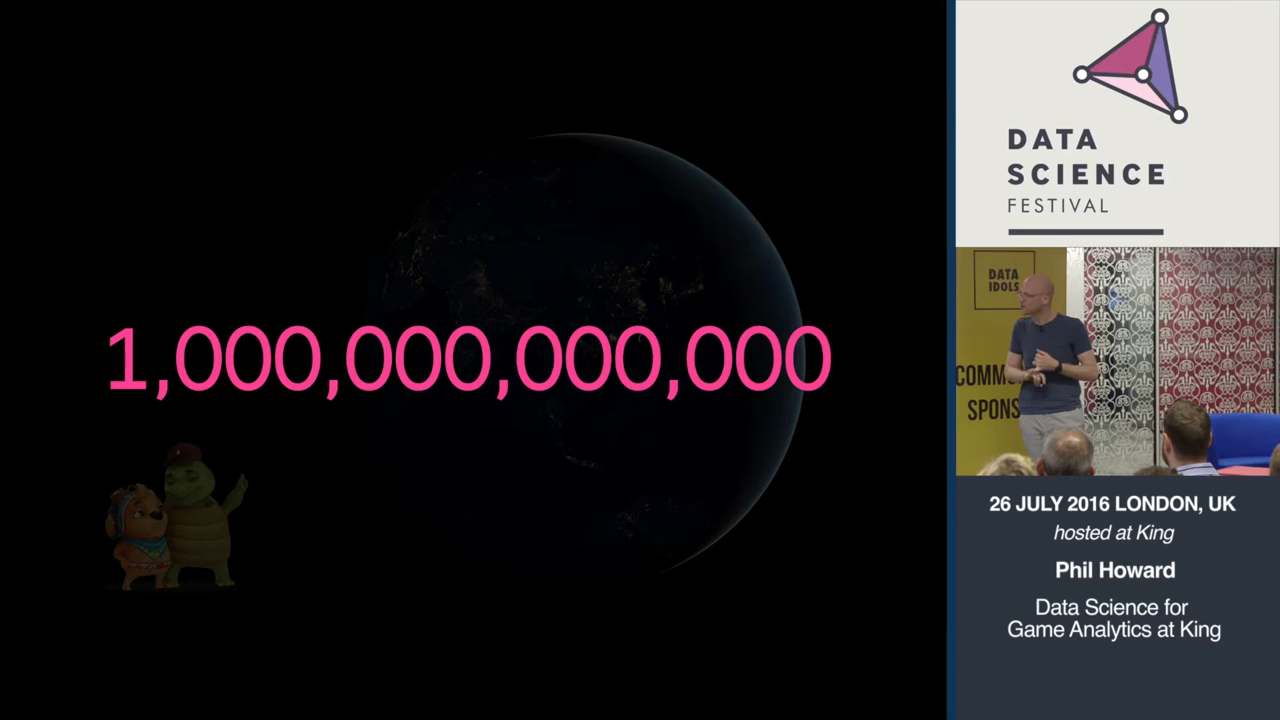 1,000,000,000,000
DATA
SCIENCE
FESTIVAL
DATA
IDOLS
COMM
SPONS
26 JULY 2016 LONDON, UK
hosted at King
Phil Howard
Data Science for
Game Analytics at King